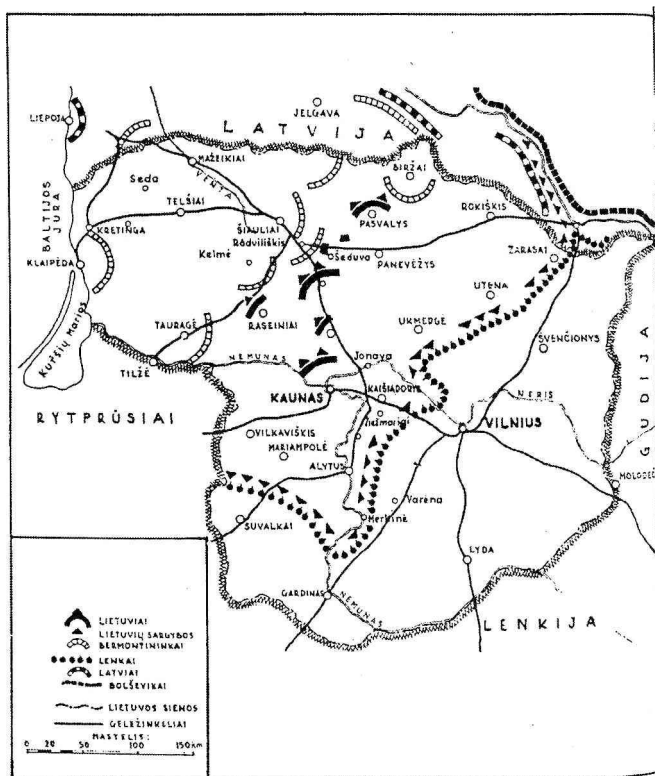 LIEPOJA
JELGAVA
LATVIJA
MAŽEIKIAI
VENTA
BIRŽAI
Seda
BALTIJOS
JŪRA
TELŠIAI
ROKIŠKIS
PASVALYS
KRETINGA
ŠIAULIAI
Radviliškis
ZARASAI
KLAIPĖDA
Kelmė
Šeduva
PANEVĖŽYS
UTENA
TAURAGĖ
RASEINIAI
UKMERGĖ
ŠVENČIONYS
Kuršių Marios
TILŽĖ
NEMUNAS
Jonava
KAUNAS
KAIŠIADORIS
NERIS
RYTPRŪSIAI
VILNIUS
GUDIJA
VILKAVIŠKIS
Žiežmariai
MARIAMPOLĖ
ALYTUS
MOLODEČ
Varėna
SUVALKAI
Merkinė
LYDA
GARDINAS
NEMUNAS
LENKIJA
LIETUVIAI
LIETUVIŲ SARGYBOS
BERMONTININKAI
LENKAI
LATVIAI
BOLŠEVIKAI
LIETUVOS SIENOS
GELEŽINKELIAI
MASTELIS:
0 20 50 100 150 km